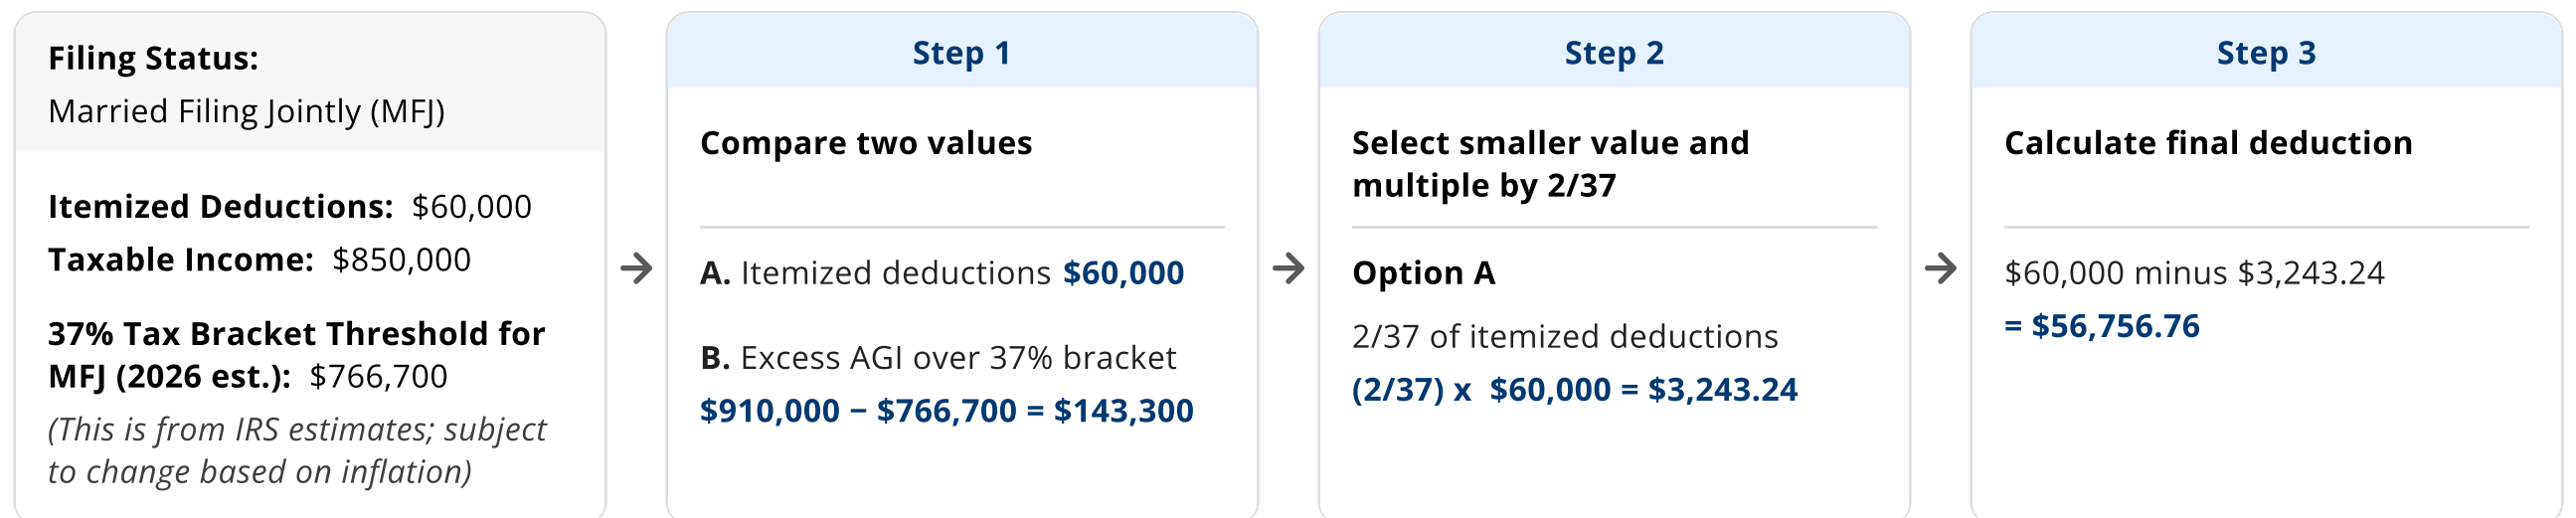 Filing Status:
Married Filing Jointly (MFJ)
Itemized Deductions: $60,000
Taxable Income: $850,000
37% Tax Bracket Threshold for
MFJ (2026 est.): $766,700
(This is from IRS estimates; subject
to change based on inflation)
Step 1
Compare two values
A. Itemized deductions $60,000
B. Excess AGI over 37% bracket
$910,000 – $766,700 = $143,300
Step 2
Select smaller value and
multiple by 2/37
Option A
2/37 of itemized deductions
(2/37) x $60,000 = $3,243.24
Step 3
Calculate final deduction
$60,000 minus $3,243.24
= $56,756.76